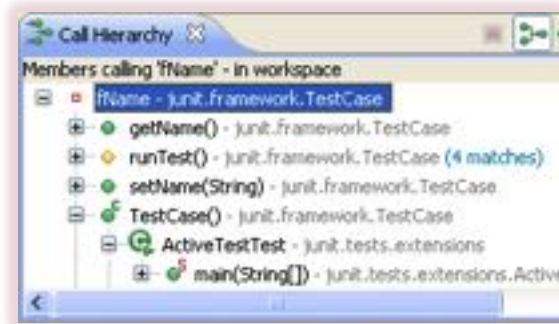 Call Hierarchy
Members calling 'fName' - in workspace
fName - junit.framework.TestCase
getName() - junit.framework.TestCase
runTest() - junit.framework.TestCase (4 matches)
setName(String) - junit.framework.TestCase
TestCase() - junit.framework.TestCase
ActiveTestTest - junit.tests.extensions
main(String[]) - junit.tests.extensions.Active